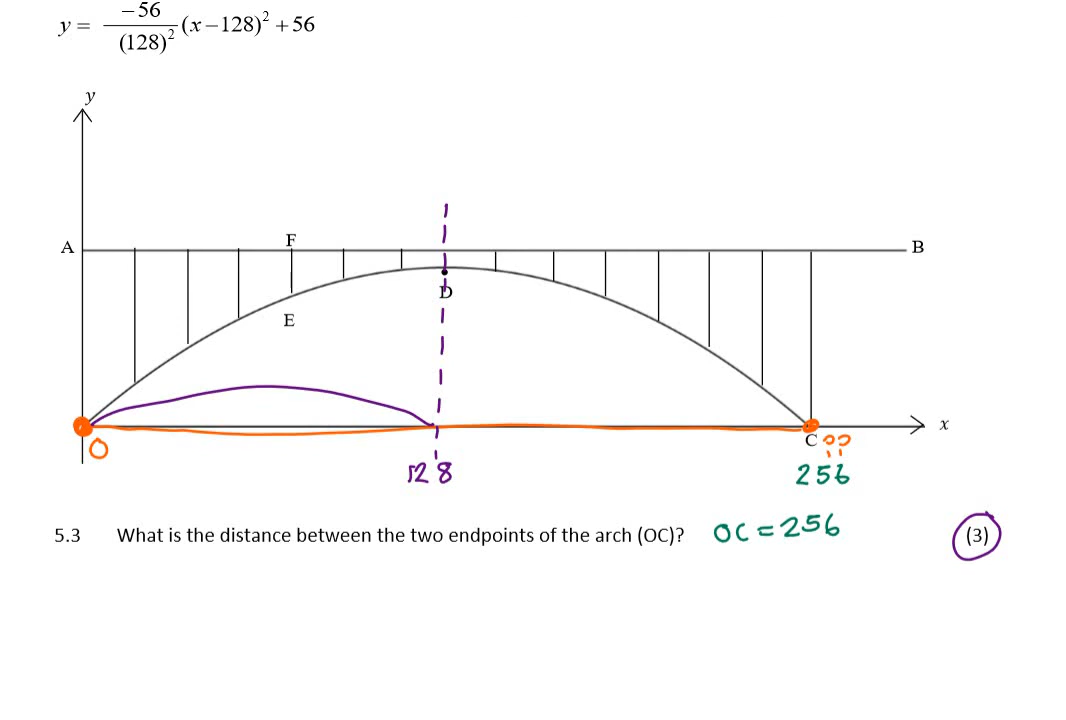 y = -56/(128)² (x−128)² + 56
y
A F B
D
E
x
O C ??
128 256
5.3 What is the distance between the two endpoints of the arch (OC)? OC = 256 (3)